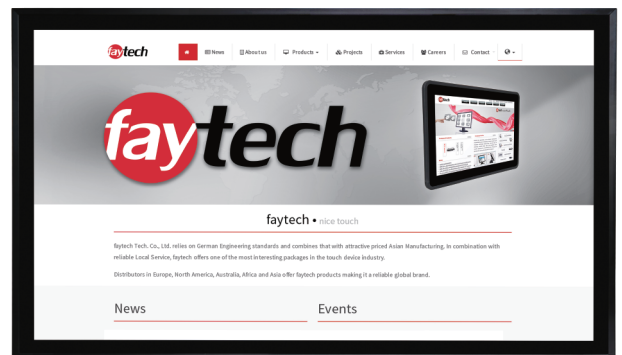 faytech
News
About us
Products
Projects
Services
Careers
Contact
faytech
faytech • nice touch
faytech Tech. Co., Ltd. relies on German Engineering standards and combines that with attractive priced Asian Manufacturing. In combination with
reliable Local Service, faytech offers one of the most interesting packages in the touch device industry.
Distributors in Europe, North America, Australia, Africa and Asia offer faytech products making it a reliable global brand.
News
Events